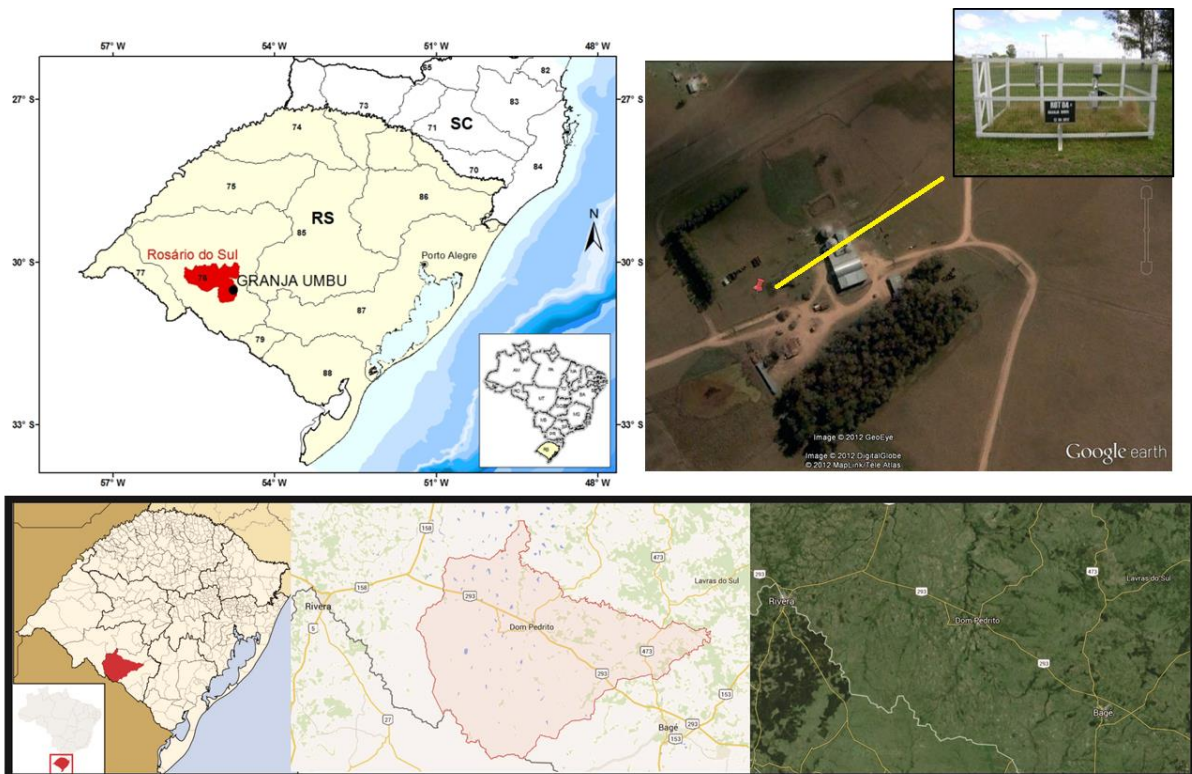 57° W
54° W
51° W
48° W
27° S
27° S
82
73
83
71
SC
74
84
70
75
86
RS
85
N
30° S
Rosário do Sul
Porto Alegre
30° S
77
GRANJA UMBU
87
79
88
33° S
33° S
57° W
54° W
51° W
48° W
Image © 2012 GeoEye
Image © 2012 DigitalGlobe
© 2012 MapLink/Tele Atlas
Google earth
158
473
Lavras do Sul
158
293
Rivera
5
Dom Pedrito
473
293
153
27
Bagé
293
153
293
473
Lavras do Sul
293
Rivera
Dom Pedrito
293
Bagé